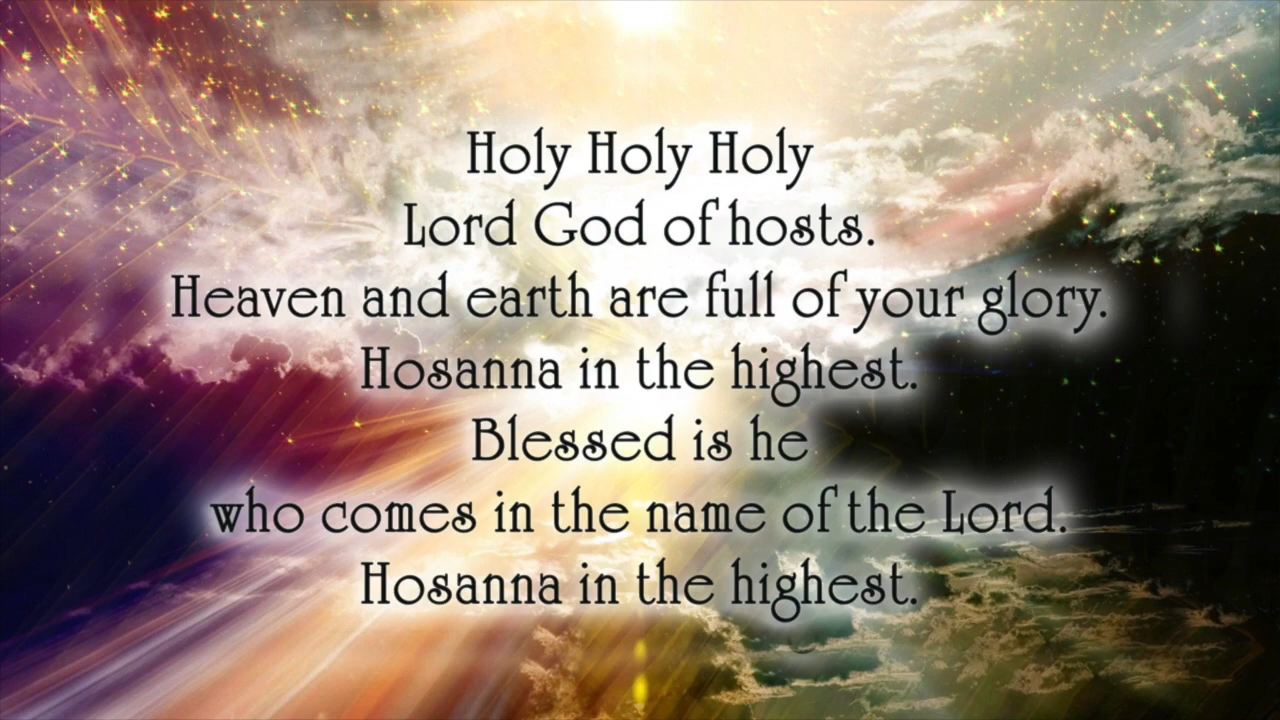 Holy Holy Holy
Lord God of hosts.
Heaven and earth are full of your glory.
Hosanna in the highest.
Blessed is he
who comes in the name of the Lord.
Hosanna in the highest.